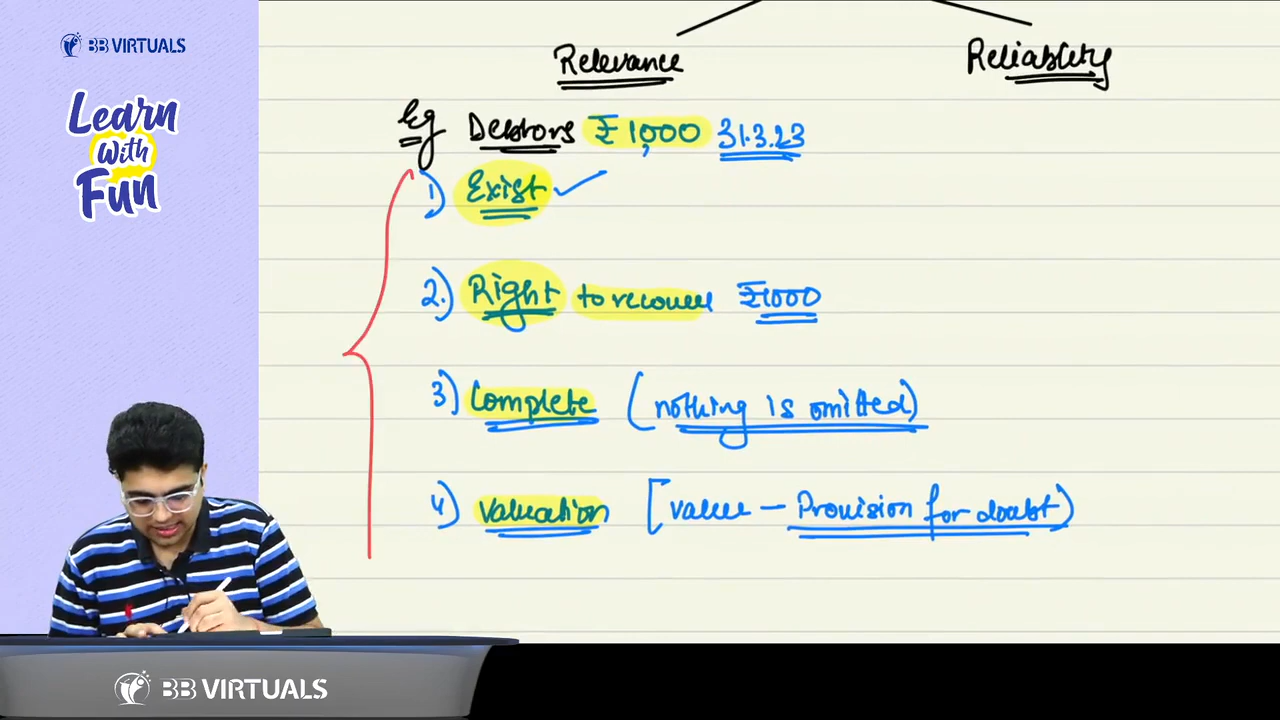 BB VIRTUALS
Learn
With
Fun
Relevance
Reliability
Eg Debtors ₹1,000 31.3.23
1) Exist ✓
2.) Right to recover ₹1000
3) Complete (nothing is omitted)
4) Valuation [value – Provision for doubt)
BB VIRTUALS